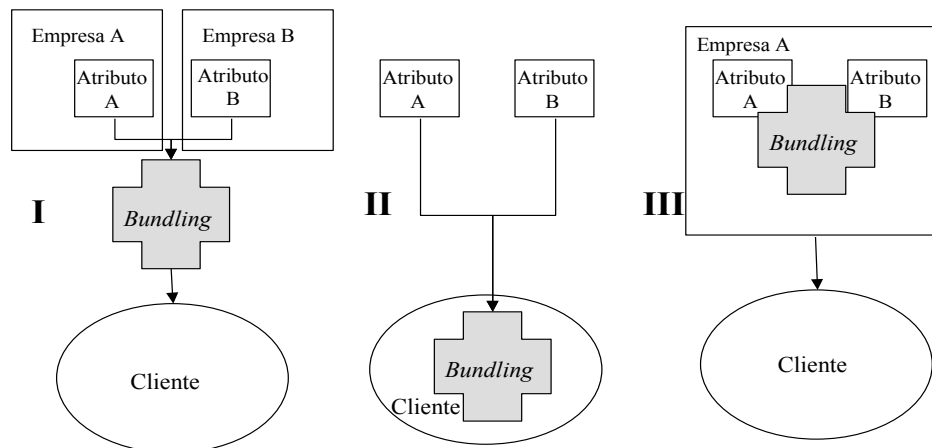 Empresa A
Atributo
A
Empresa B
Atributo
B
Bundling
I
Cliente
Atributo
A
Atributo
B
II
Bundling
Cliente
Empresa A
Atributo
A
Atributo
B
Bundling
III
Cliente